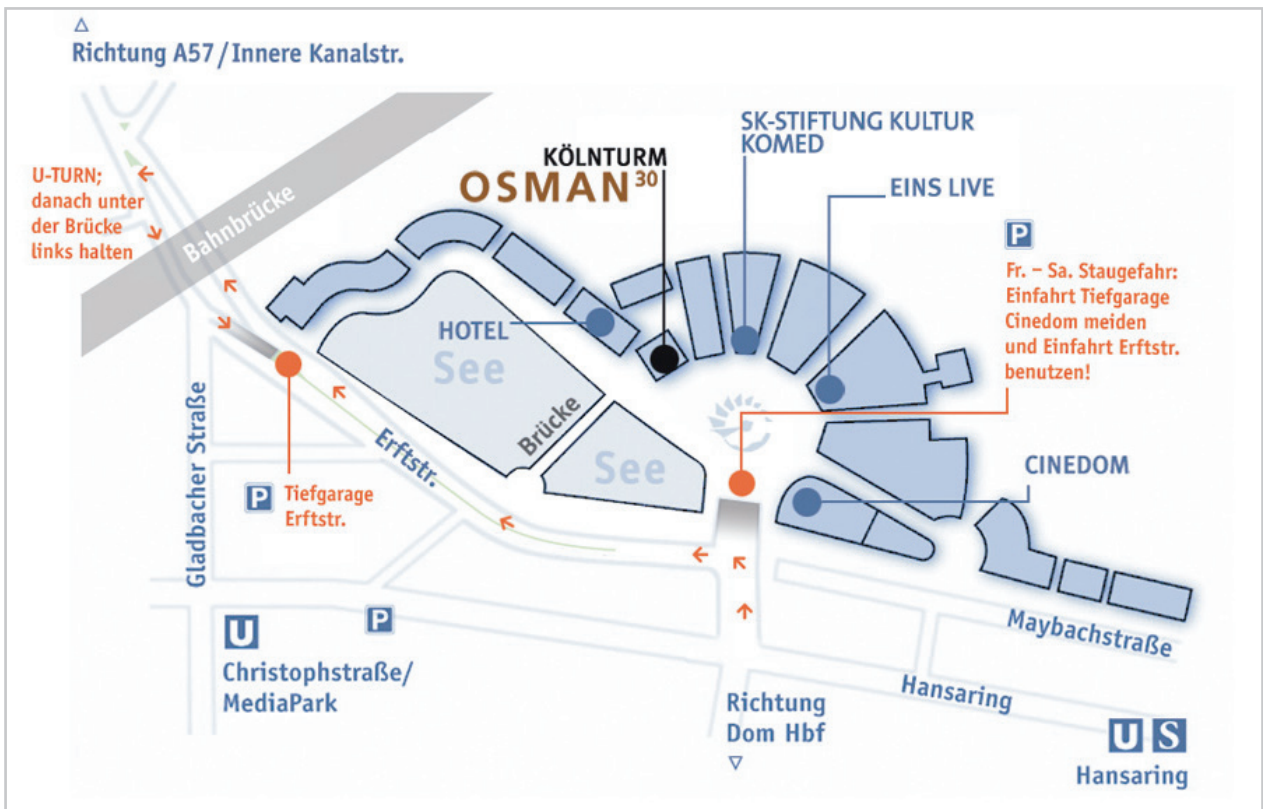 Richtung A57 / Innere Kanalstr.
SK-STIFTUNG KULTUR
KOMED
KÖLNTURM
OSMAN30
EINS LIVE
U-TURN;
danach unter
der Brücke
links halten
Bahnbrücke
P
Fr. – Sa. Staugefahr:
Einfahrt Tiefgarage
Cinedom meiden
und Einfahrt Erftstr.
benutzen!
HOTEL
See
Brücke
See
Gladbacher Straße
Erftstr.
CINEDOM
P
Tiefgarage
Erftstr.
U
Christophstraße/
MediaPark
P
Maybachstraße
Hansaring
Richtung
Dom Hbf
U S
Hansaring